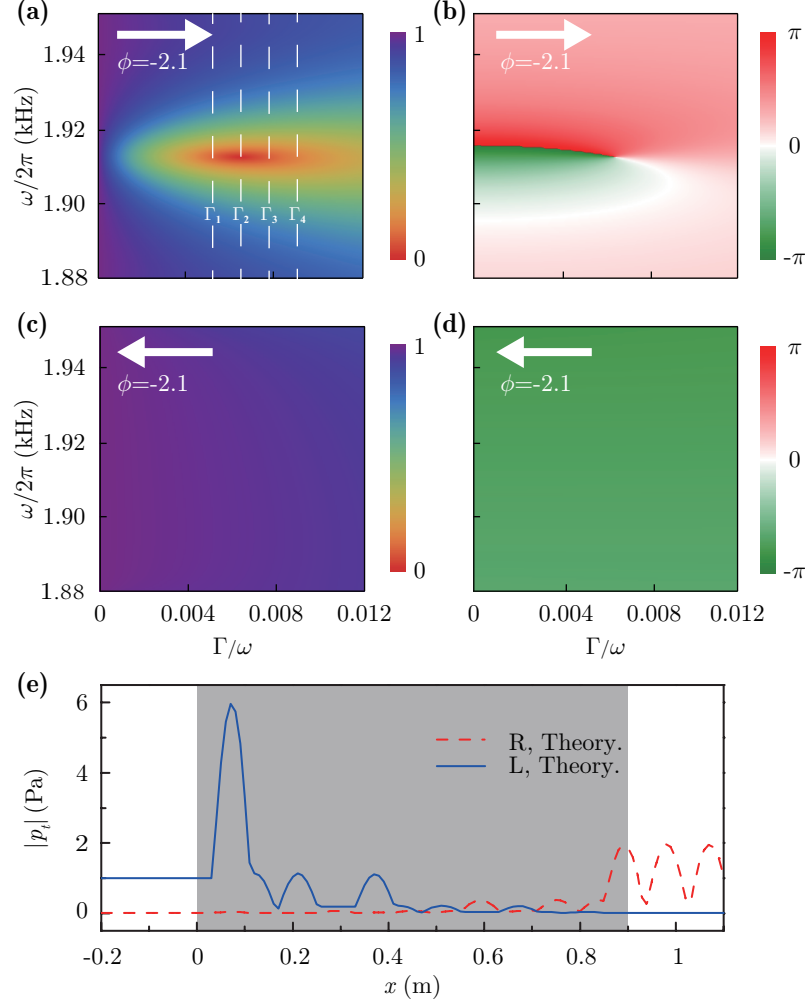 (a)
1.94
1.92
1.90
1.88
ω/2π (kHz)
ϕ=-2.1
Γ₁ Γ₂ Γ₃ Γ₄
1
0
(b)
ϕ=-2.1
π
0
-π
(c)
1.94
1.92
1.90
1.88
ω/2π (kHz)
ϕ=-2.1
0 0.004 0.008 0.012
Γ/ω
1
0
(d)
ϕ=-2.1
0 0.004 0.008 0.012
Γ/ω
π
0
-π
(e)
6
4
2
0
|pₜ| (Pa)
R, Theory.
L, Theory.
-0.2 0 0.2 0.4 0.6 0.8 1
x (m)